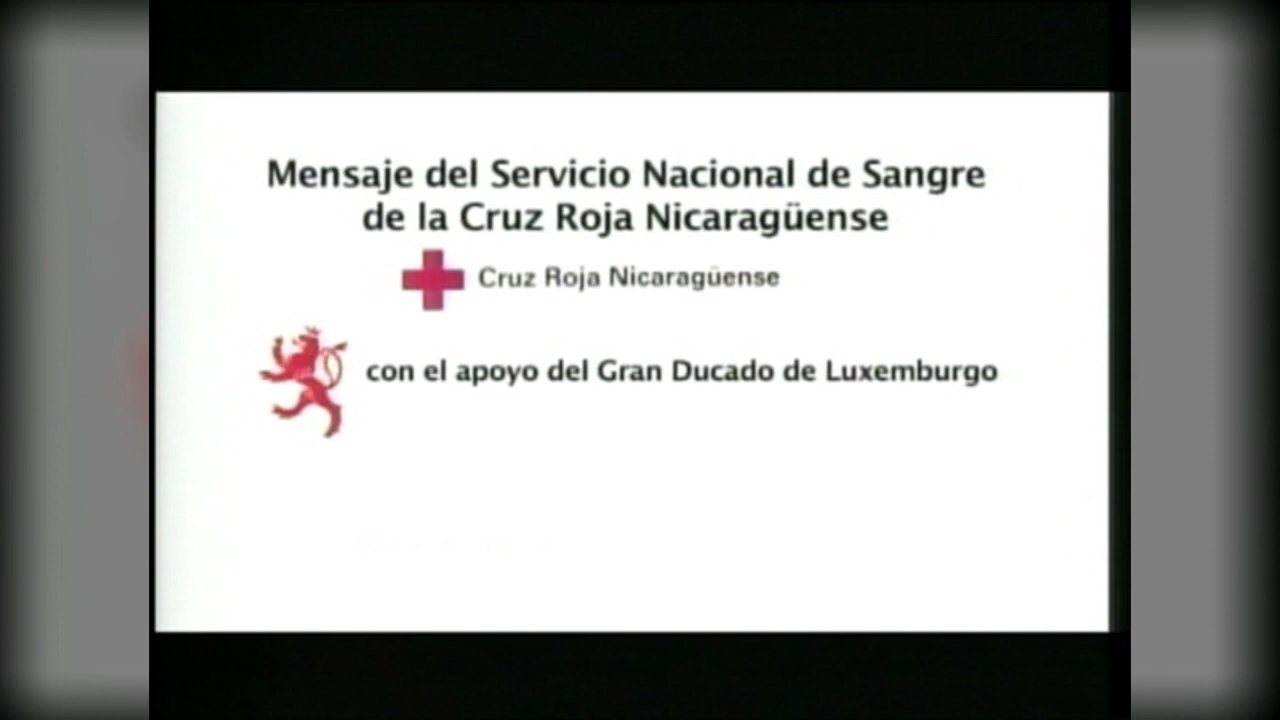 Mensaje del Servicio Nacional de Sangre
de la Cruz Roja Nicaragüense
Cruz Roja Nicaragüense
con el apoyo del Gran Ducado de Luxemburgo